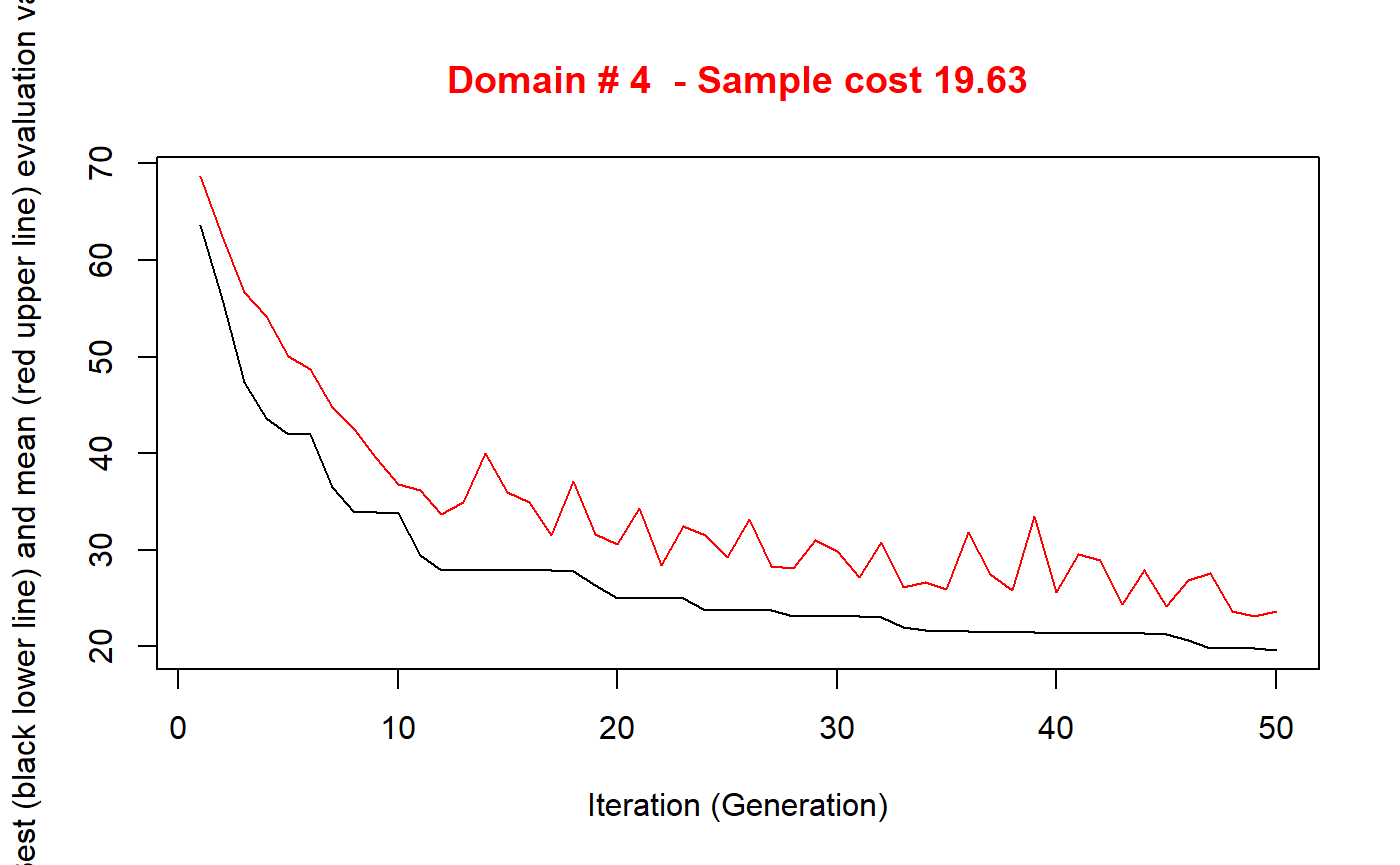 Domain # 4  - Sample cost 19.63
(black lower line) and mean (red upper line) evaluation
70
60
50
40
30
20
0 10 20 30 40 50
Iteration (Generation)